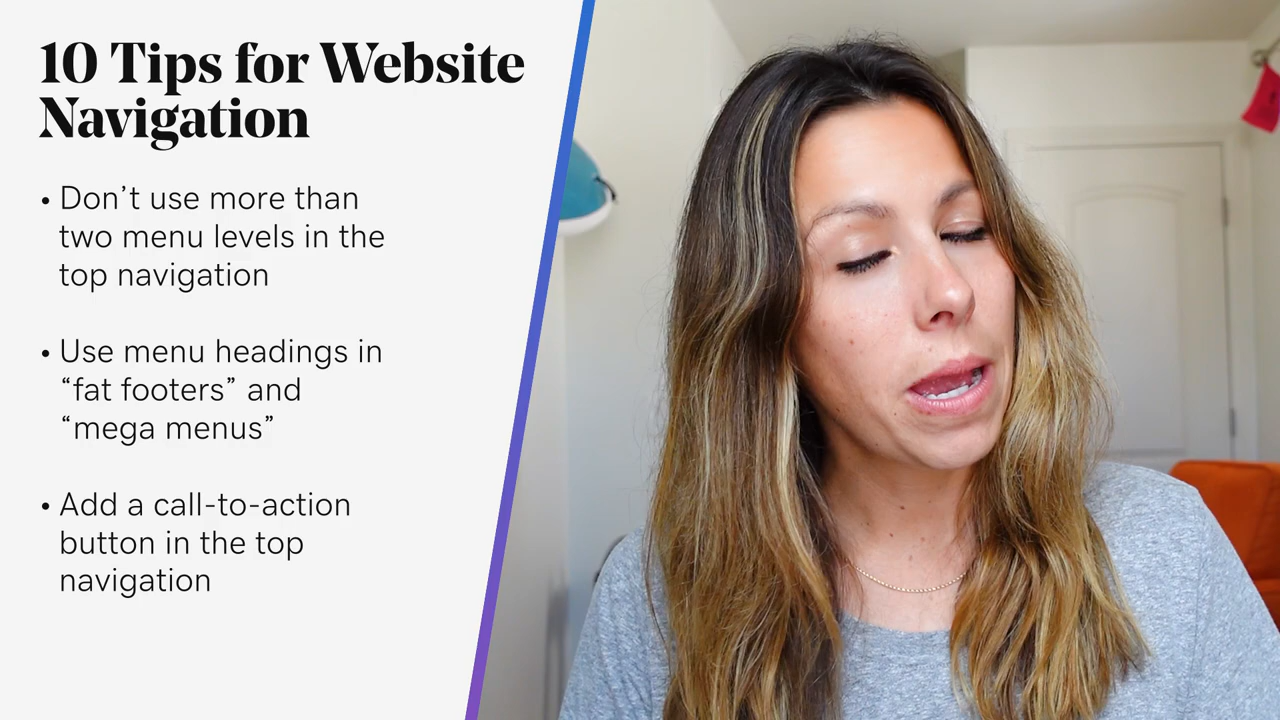 10 Tips for Website
Navigation
• Don’t use more than
two menu levels in the
top navigation
• Use menu headings in
“fat footers” and
“mega menus”
• Add a call-to-action
button in the top
navigation